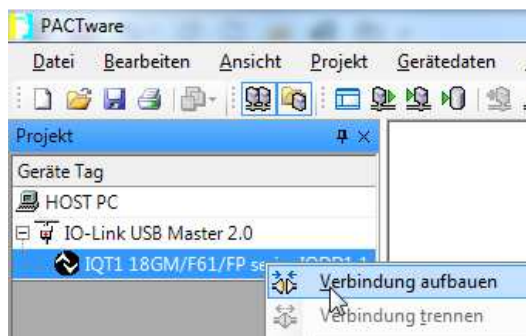 PACTware
Datei Bearbeiten Ansicht Projekt Gerätedaten
Projekt
Geräte Tag
HOST PC
IO-Link USB Master 2.0
IQT1 18GM/F61/FP
Verbindung aufbauen
Verbindung trennen